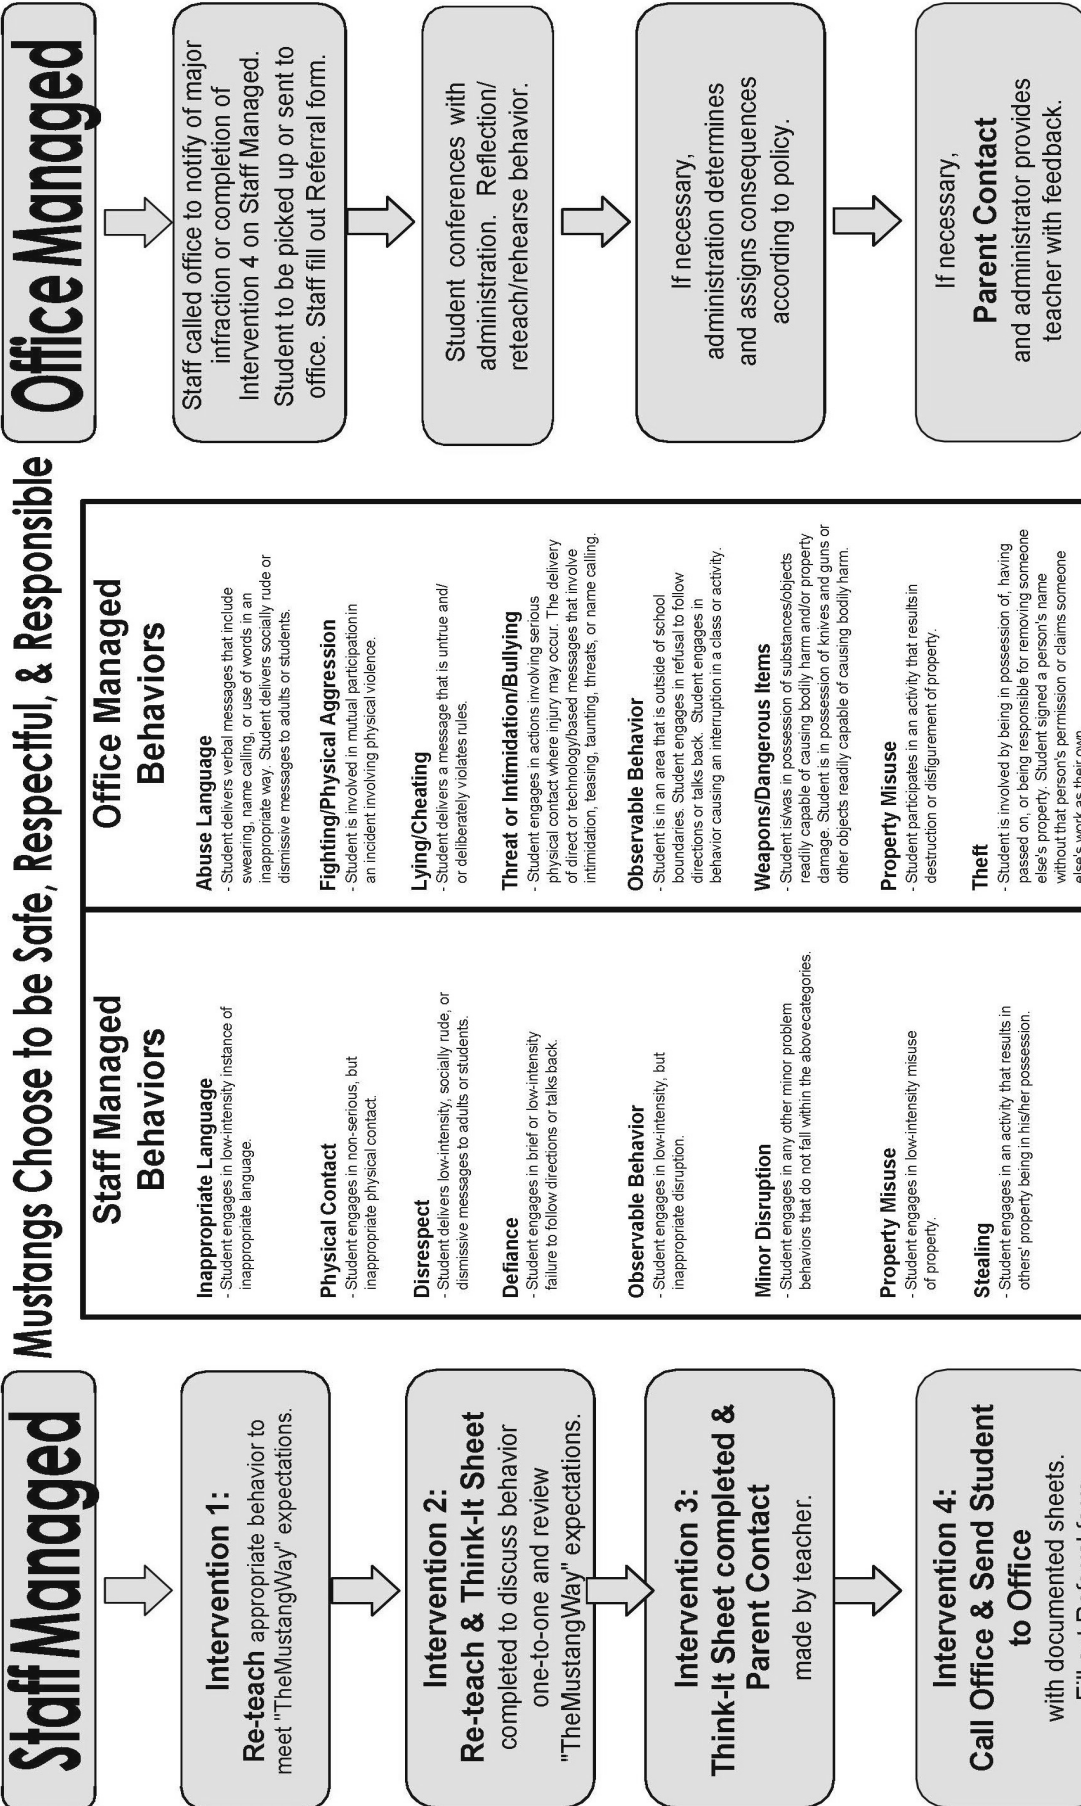 Mustangs Choose to be Safe, Respectful, & Responsible
Staff Managed
Intervention 1:
Re-teach appropriate behavior to
meet "TheMustangWay" expectations.
Intervention 2:
Re-teach & Think-It Sheet
completed to discuss behavior
one-to-one and review
"TheMustangWay" expectations.
Intervention 3:
Think-It Sheet completed &
Parent Contact
made by teacher.
Intervention 4:
Call Office & Send Student
to Office
with documented sheets.
Staff Managed
Behaviors
Inappropriate Language
- Student engages in low-intensity instance of
inappropriate language.
Physical Contact
- Student engages in non-serious, but
inappropriate physical contact.
Disrespect
- Student delivers low-intensity, socially rude, or
dismissive messages to adults or students.
Defiance
- Student engages in brief or low-intensity
failure to follow directions or talks back.
Observable Behavior
- Student engages in low-intensity, but
inappropriate disruption.
Minor Disruption
- Student engages in any other minor problem
behaviors that do not fall within the abovecategories.
Property Misuse
- Student engages in low-intensity misuse
of property.
Stealing
- Student engages in an activity that results in
others' property being in his/her possession.
Office Managed
Behaviors
Abuse Language
- Student delivers verbal messages that include
swearing, name calling, or use of words in an
inappropriate way. Student delivers socially rude or
dismissive messages to adults or students.
Fighting/Physical Aggression
- Student is involved in mutual participation in
an incident involving physical violence.
Lying/Cheating
- Student delivers a message that is untrue and/
or deliberately violates rules.
Threat or Intimidation/Bullying
- Student engages in actions involving serious
physical contact where injury may occur. The delivery
of direct or technology/based messages that involve
intimidation, teasing, taunting, threats, or name calling.
Observable Behavior
- Student is in an area that is outside of school
boundaries. Student engages in refusal to follow
directions or talks back. Student engages in
behavior causing an interruption in a class or activity.
Weapons/Dangerous Items
- Student is/was in possession of substances/objects
readily capable of causing bodily harm and/or property
damage. Student is in possession of knives and guns or
other objects readily capable of causing bodily harm.
Property Misuse
- Student participates in an activity that results in
destruction or disfigurement of property.
Theft
- Student is involved by being in possession of, having
passed on, or being responsible for removing someone
else's property. Student signed a person's name
without that person's permission or claims someone
else's work as their own
Office Managed
Staff called office to notify of major
infraction or completion of
Intervention 4 on Staff Managed.
Student to be picked up or sent to
office. Staff fill out Referral form.
Student conferences with
administration. Reflection/
reteach/rehearse behavior.
If necessary,
administration determines
and assigns consequences
according to policy.
If necessary,
Parent Contact
and administrator provides
teacher with feedback.